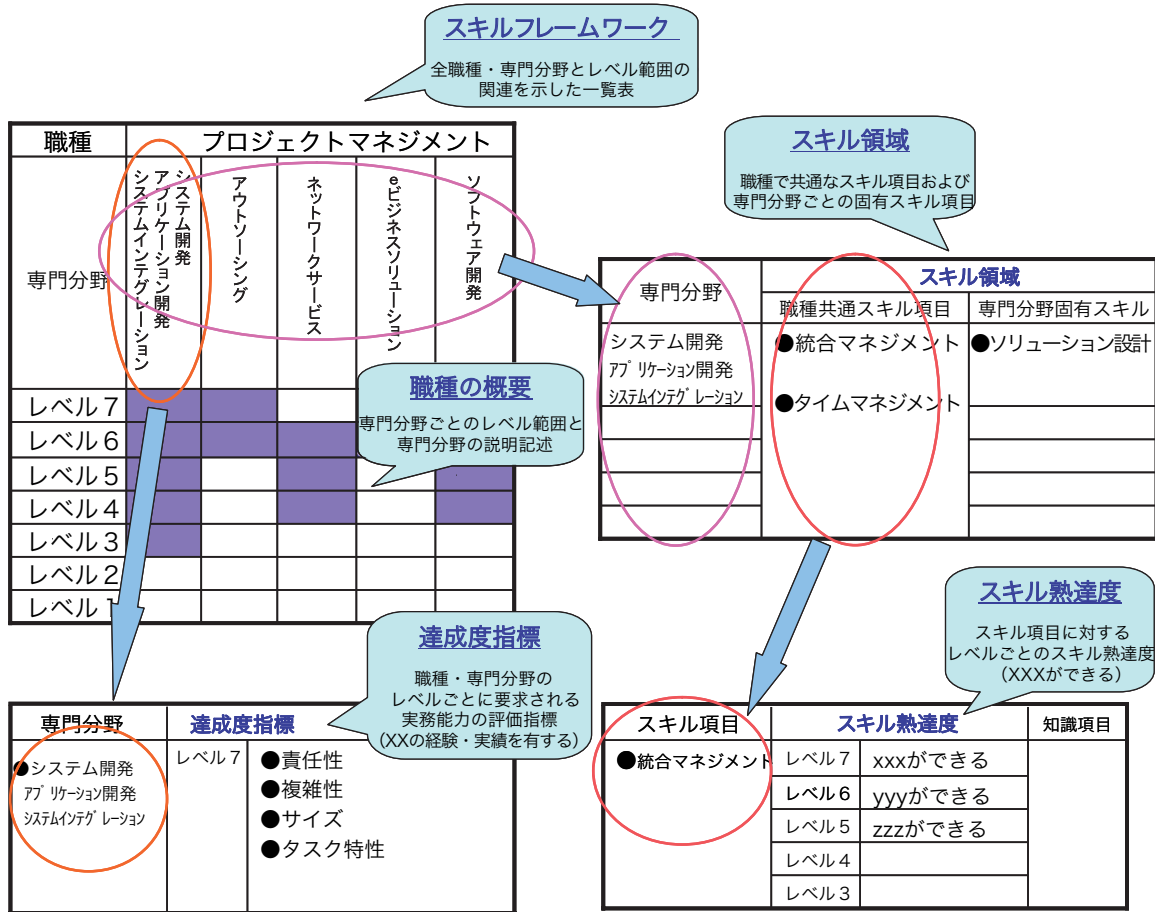 スキルフレームワーク
全職種・専門分野とレベル範囲の
関連を示した一覧表
職種
プロジェクトマネジメント
専門分野
システム開発
アプリケーション開発
システムインテグレーション
アウトソーシング
ネットワークサービス
eビジネスソリューション
ソフトウェア開発
レベル7
レベル6
レベル5
レベル4
レベル3
レベル2
レベル1
職種の概要
専門分野ごとのレベル範囲と
専門分野の説明記述
スキル領域
職種で共通なスキル項目および
専門分野ごとの固有スキル項目
専門分野
スキル領域
職種共通スキル項目
専門分野固有スキル
システム開発
アプリケーション開発
システムインテグレーション
●統合マネジメント
●タイムマネジメント
●ソリューション設計
達成度指標
職種・専門分野の
レベルごとに要求される
実務能力の評価指標
(XXの経験・実績を有する)
専門分野
達成度指標
●システム開発
アプリケーション開発
システムインテグレーション
レベル7
●責任性
●複雑性
●サイズ
●タスク特性
スキル熟達度
スキル項目に対する
レベルごとのスキル熟達度
(XXXができる)
スキル項目
スキル熟達度
知識項目
●統合マネジメント
レベル7 xxxができる
レベル6 yyyができる
レベル5 zzzができる
レベル4
レベル3